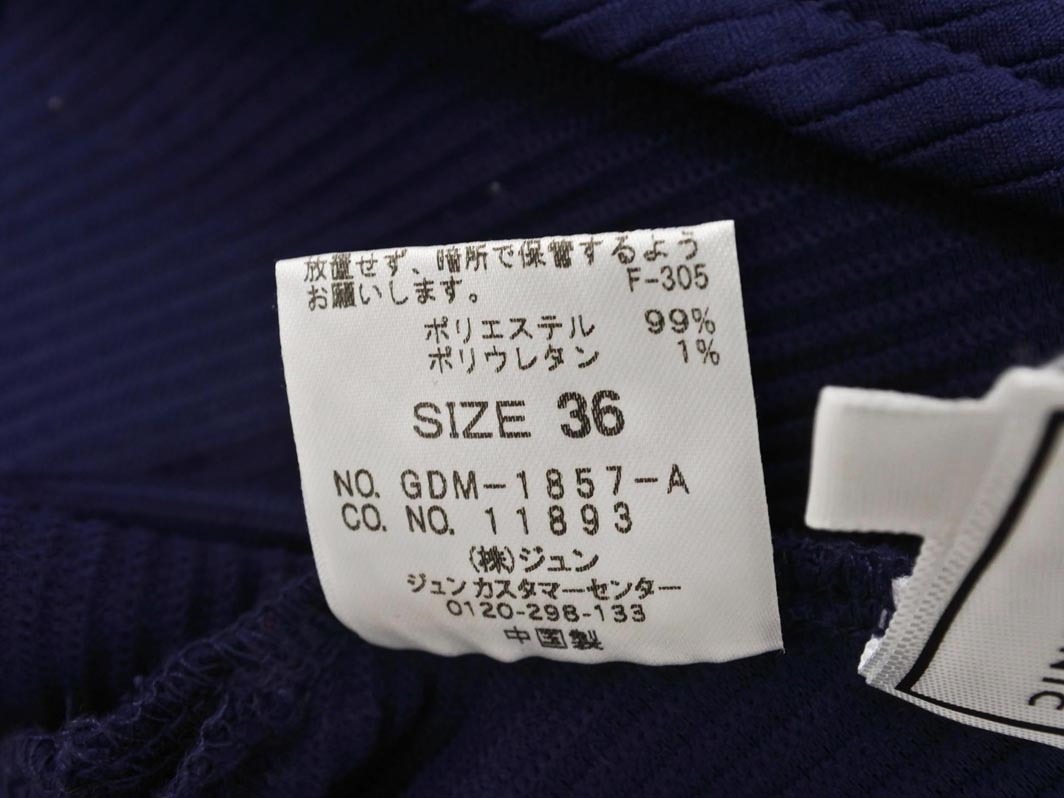 放置せず、暗所で保管するよう
お願いします。 F-305
ポリエステル 99%
ポリウレタン 1%
SIZE 36
NO. GDM-1857-A
CO. NO. 11893
(株)ジュン
ジュンカスタマーセンター
0120-298-133
中国製